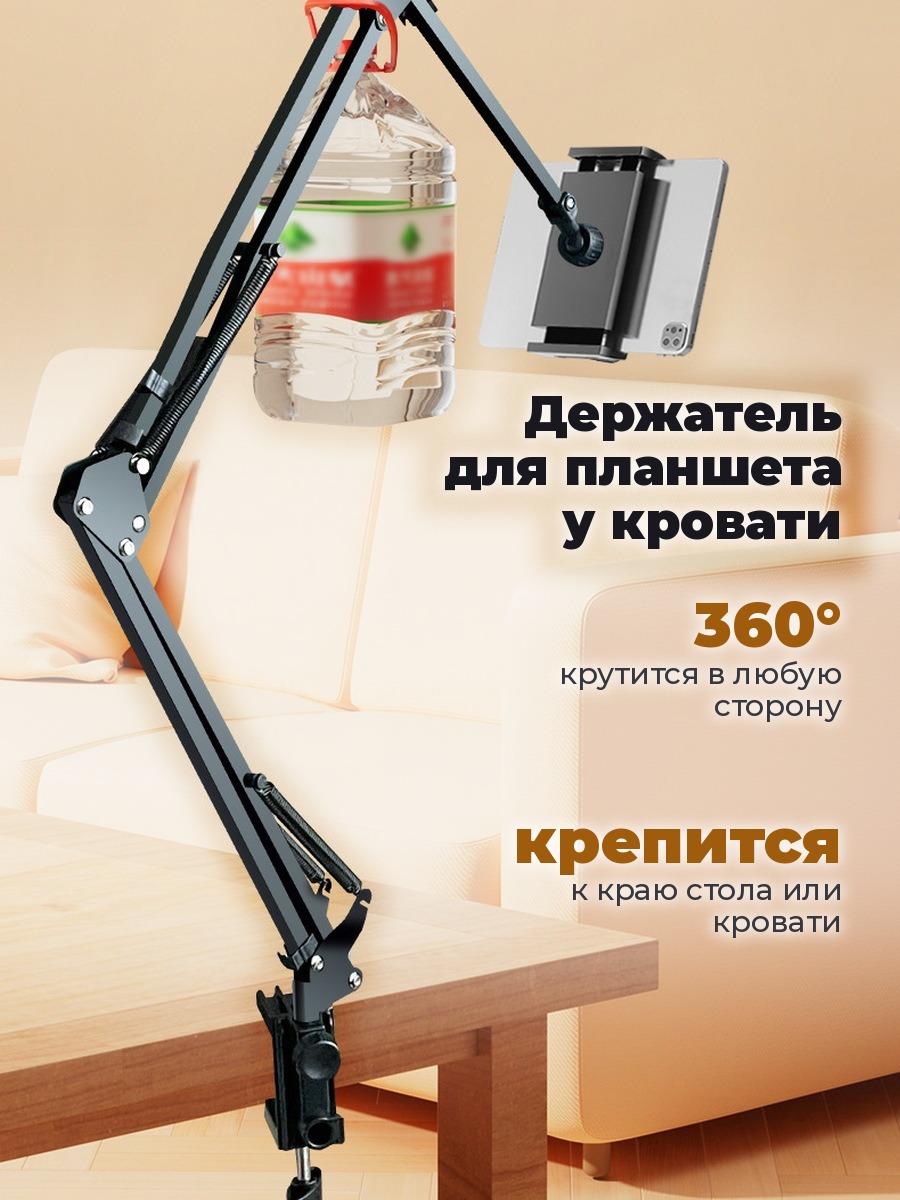 Держатель
для планшета
у кровати
360°
крутится в любую
сторону
крепится
к краю стола или
кровати